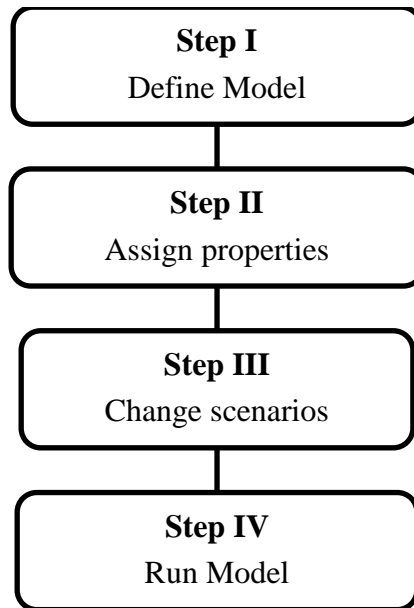 Step I
Define Model
Step II
Assign properties
Step III
Change scenarios
Step IV
Run Model